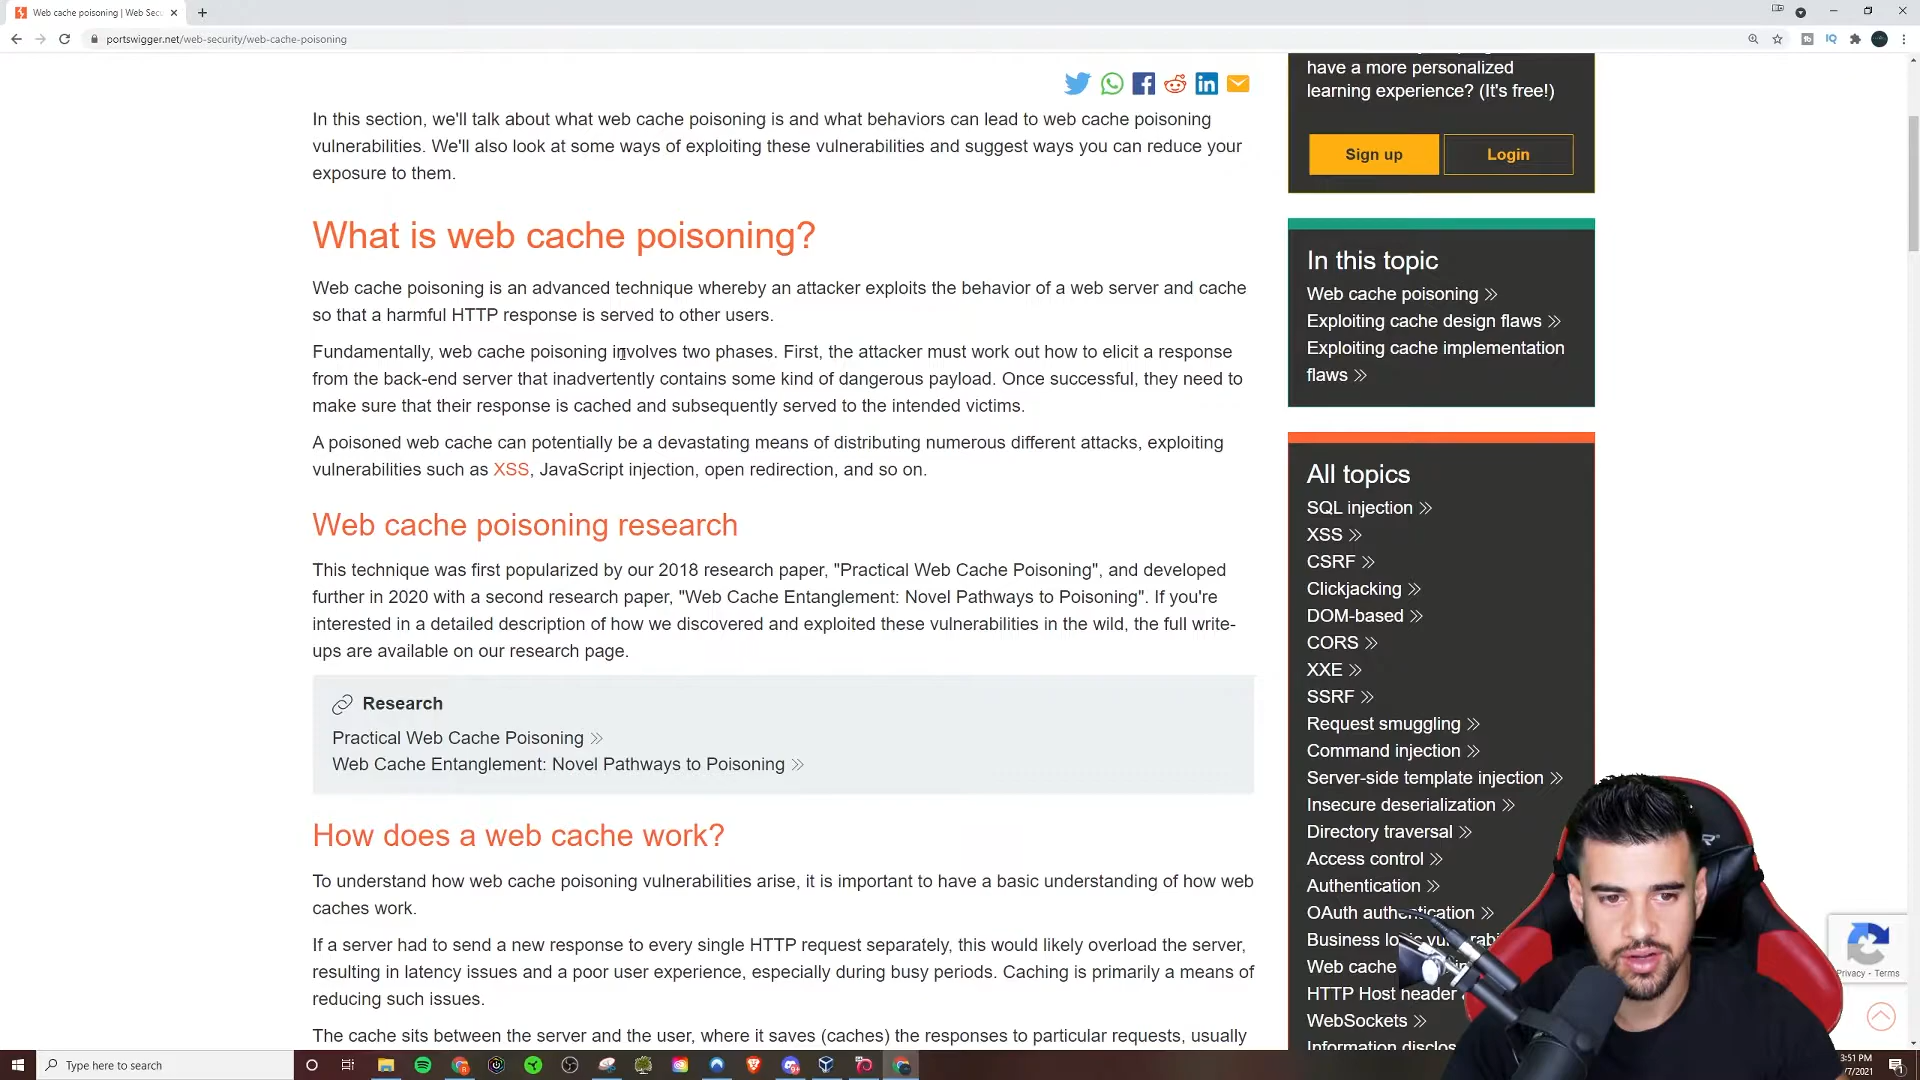 Web cache poisoning | Web Sec
portswigger.net/web-security/web-cache-poisoning
In this section, we'll talk about what web cache poisoning is and what behaviors can lead to web cache poisoning
vulnerabilities. We'll also look at some ways of exploiting these vulnerabilities and suggest ways you can reduce your
exposure to them.
What is web cache poisoning?
Web cache poisoning is an advanced technique whereby an attacker exploits the behavior of a web server and cache
so that a harmful HTTP response is served to other users.
Fundamentally, web cache poisoning involves two phases. First, the attacker must work out how to elicit a response
from the back-end server that inadvertently contains some kind of dangerous payload. Once successful, they need to
make sure that their response is cached and subsequently served to the intended victims.
A poisoned web cache can potentially be a devastating means of distributing numerous different attacks, exploiting
vulnerabilities such as XSS, JavaScript injection, open redirection, and so on.
Web cache poisoning research
This technique was first popularized by our 2018 research paper, "Practical Web Cache Poisoning", and developed
further in 2020 with a second research paper, "Web Cache Entanglement: Novel Pathways to Poisoning". If you're
interested in a detailed description of how we discovered and exploited these vulnerabilities in the wild, the full write-
ups are available on our research page.
Research
Practical Web Cache Poisoning
Web Cache Entanglement: Novel Pathways to Poisoning
How does a web cache work?
To understand how web cache poisoning vulnerabilities arise, it is important to have a basic understanding of how web
caches work.
If a server had to send a new response to every single HTTP request separately, this would likely overload the server,
resulting in latency issues and a poor user experience, especially during busy periods. Caching is primarily a means of
reducing such issues.
The cache sits between the server and the user, where it saves (caches) the responses to particular requests, usually
have a more personalized
learning experience? (It's free!)
Sign up
Login
In this topic
Web cache poisoning
Exploiting cache design flaws
Exploiting cache implementation
flaws
All topics
SQL injection
XSS
CSRF
Clickjacking
DOM-based
CORS
XXE
SSRF
Request smuggling
Command injection
Server-side template injection
Insecure deserialization
Directory traversal
Access control
Authentication
OAuth authentication
Business
Web cache
HTTP Host header
WebSockets
Information disclos
Privacy - Terms
Type here to search
3:51 PM
/7/2021